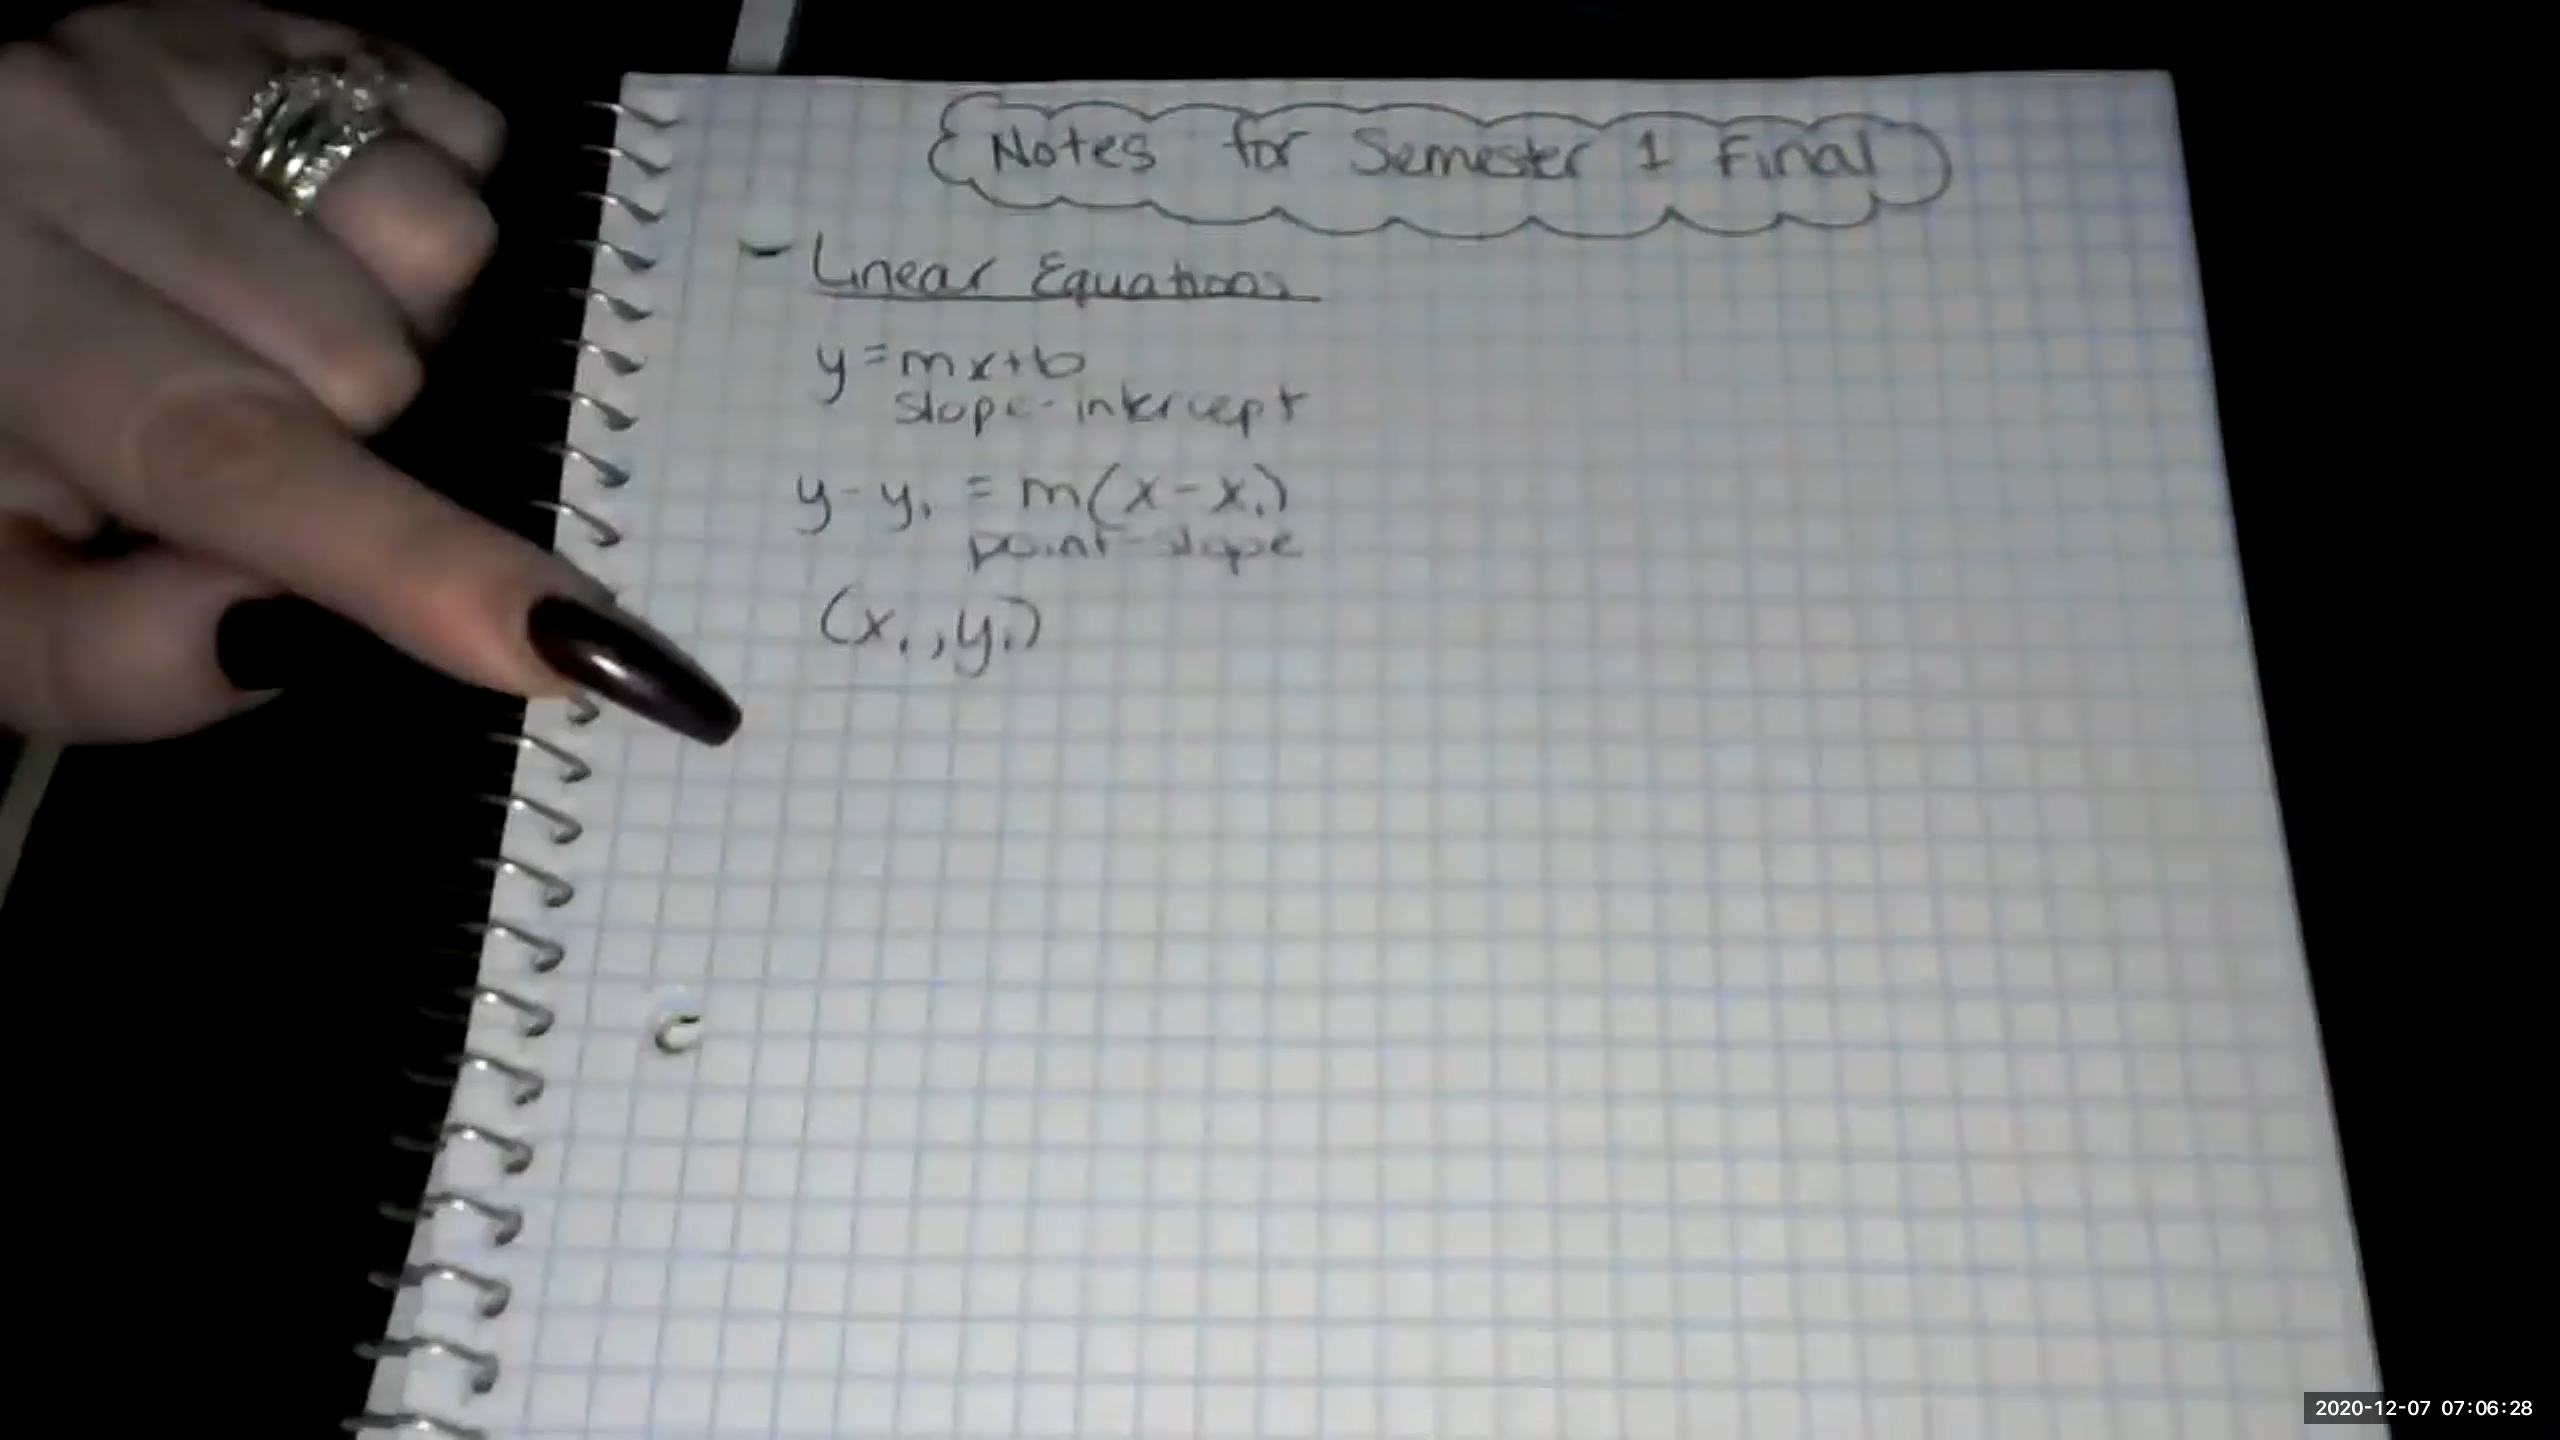 Notes for Semester 1 Final
- Linear Equations
y = mx+b
slope-intercept
y - y₁ = m(x - x₁)
point-slope
(x₁, y₁)
2020-12-07 07:06:28